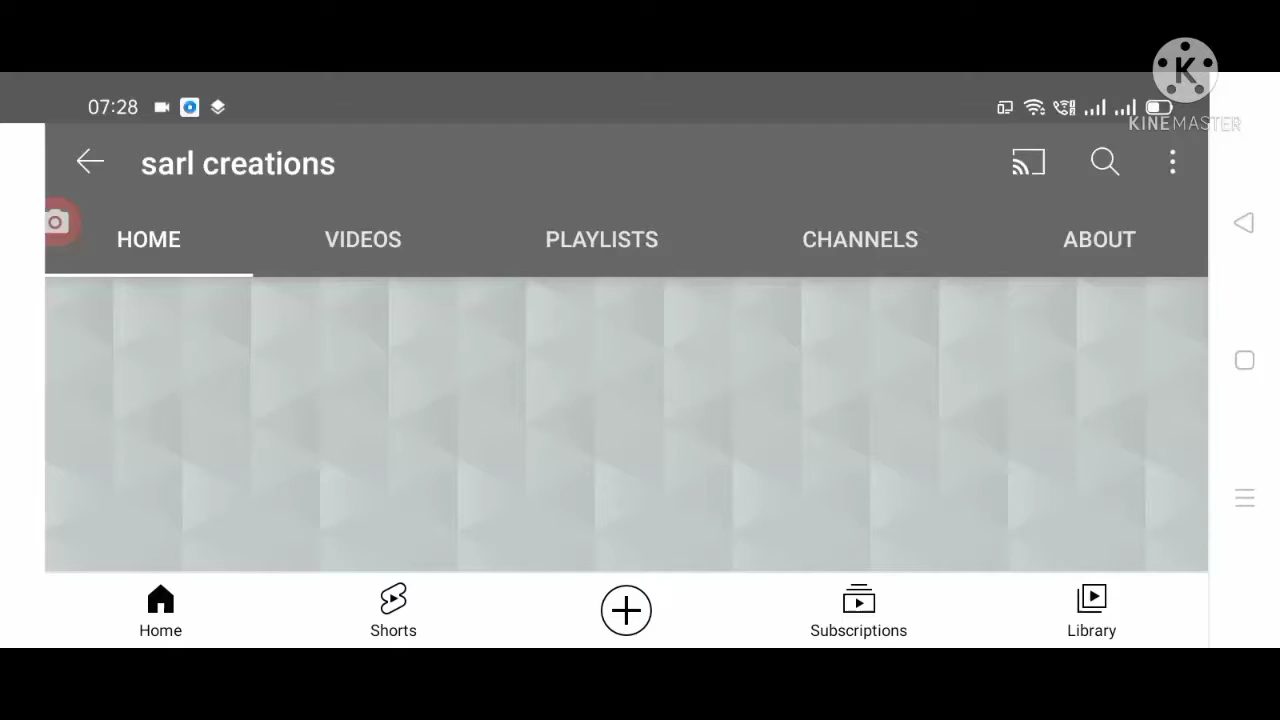 07:28
K
KINEMASTER
sarl creations
HOME VIDEOS PLAYLISTS CHANNELS ABOUT
Home Shorts Subscriptions Library